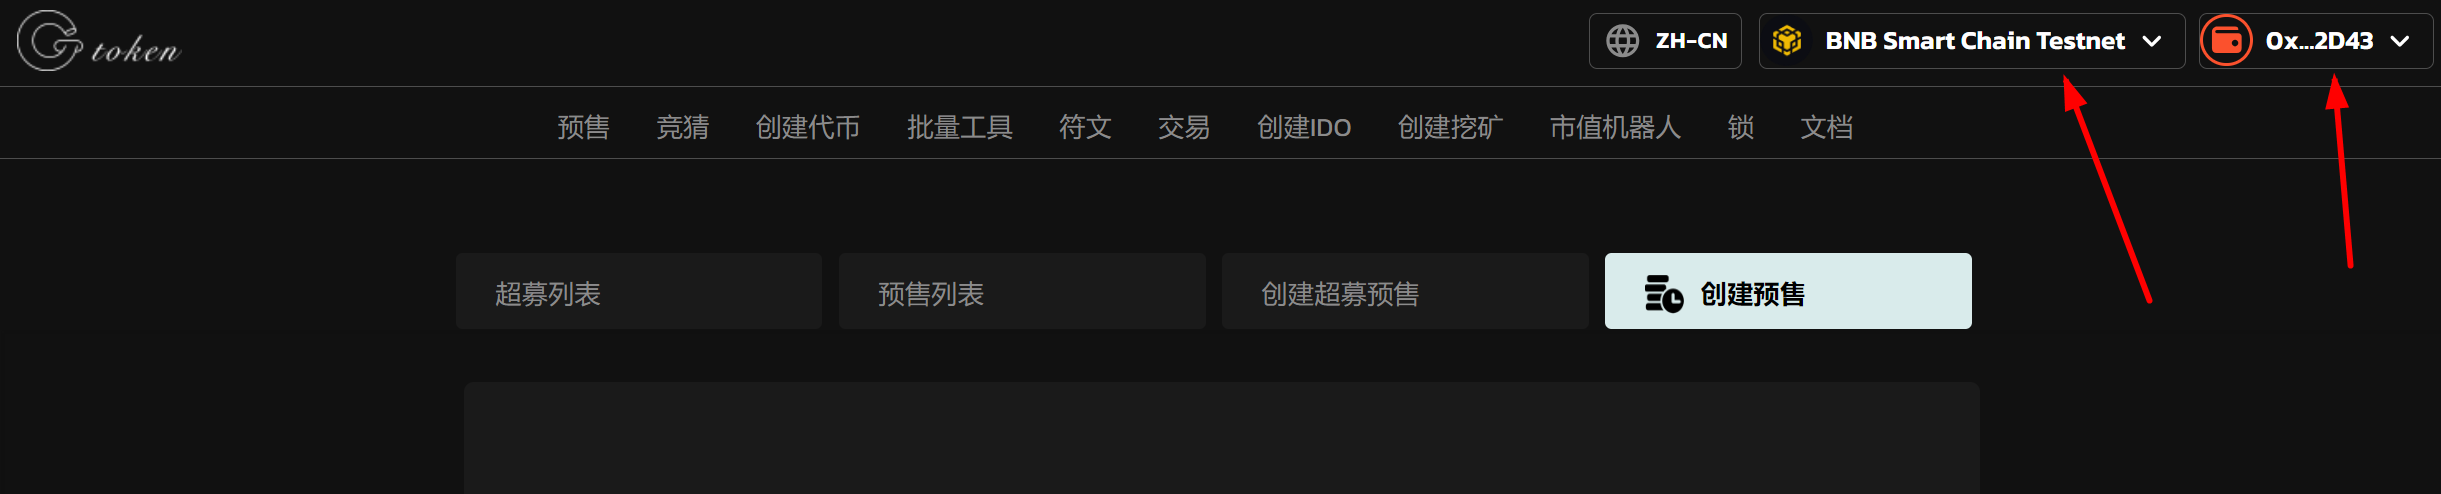 GP token ZH-CN BNB Smart Chain Testnet 0x...2D43
预售 竞猜 创建代币 批量工具 符文 交易 创建IDO 创建挖矿 市值机器人 锁 文档
超募列表 预售列表 创建超募预售 创建预售